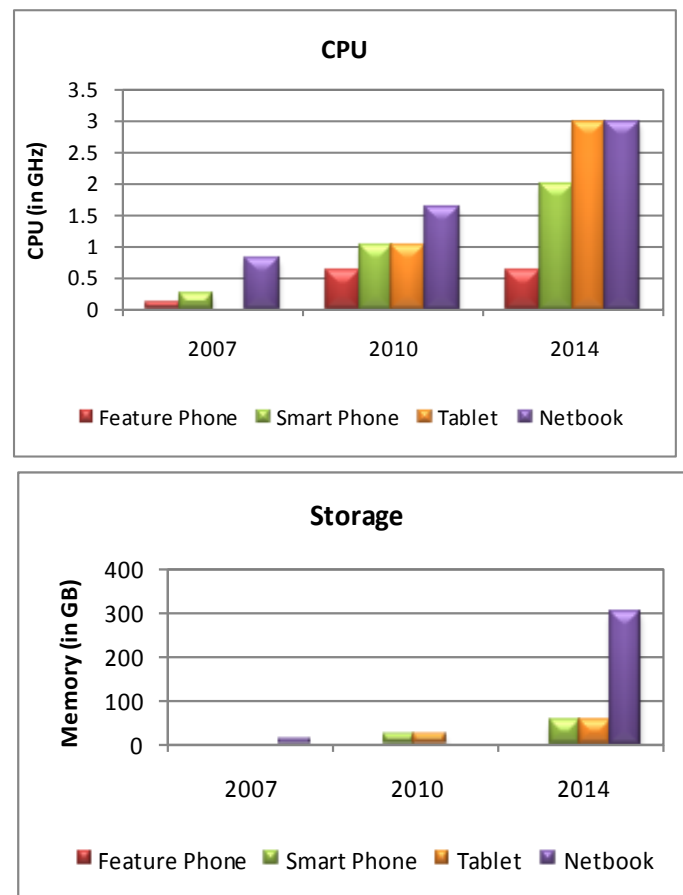 CPU
3.5
3
2.5
2
1.5
1
0.5
0
CPU (in GHz)
2007 2010 2014
Feature Phone Smart Phone Tablet Netbook
Storage
400
300
200
100
0
Memory (in GB)
2007 2010 2014
Feature Phone Smart Phone Tablet Netbook